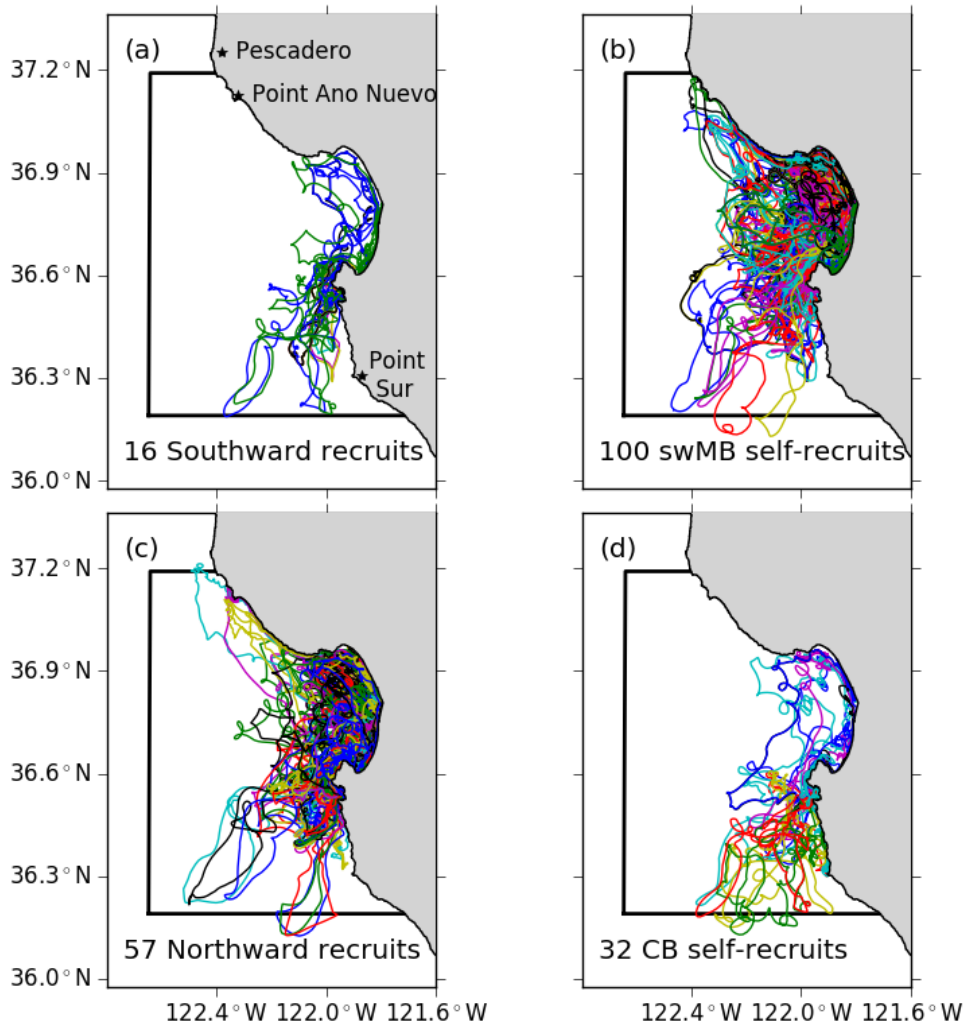 (a)
★ Pescadero
★ Point Ano Nuevo
Point
★ Sur
16 Southward recruits
37.2°N
36.9°N
36.6°N
36.3°N
36.0°N
(b)
100 swMB self-recruits
(c)
57 Northward recruits
37.2°N
36.9°N
36.6°N
36.3°N
36.0°N
122.4°W 122.0°W 121.6°W
(d)
32 CB self-recruits
122.4°W 122.0°W 121.6°W